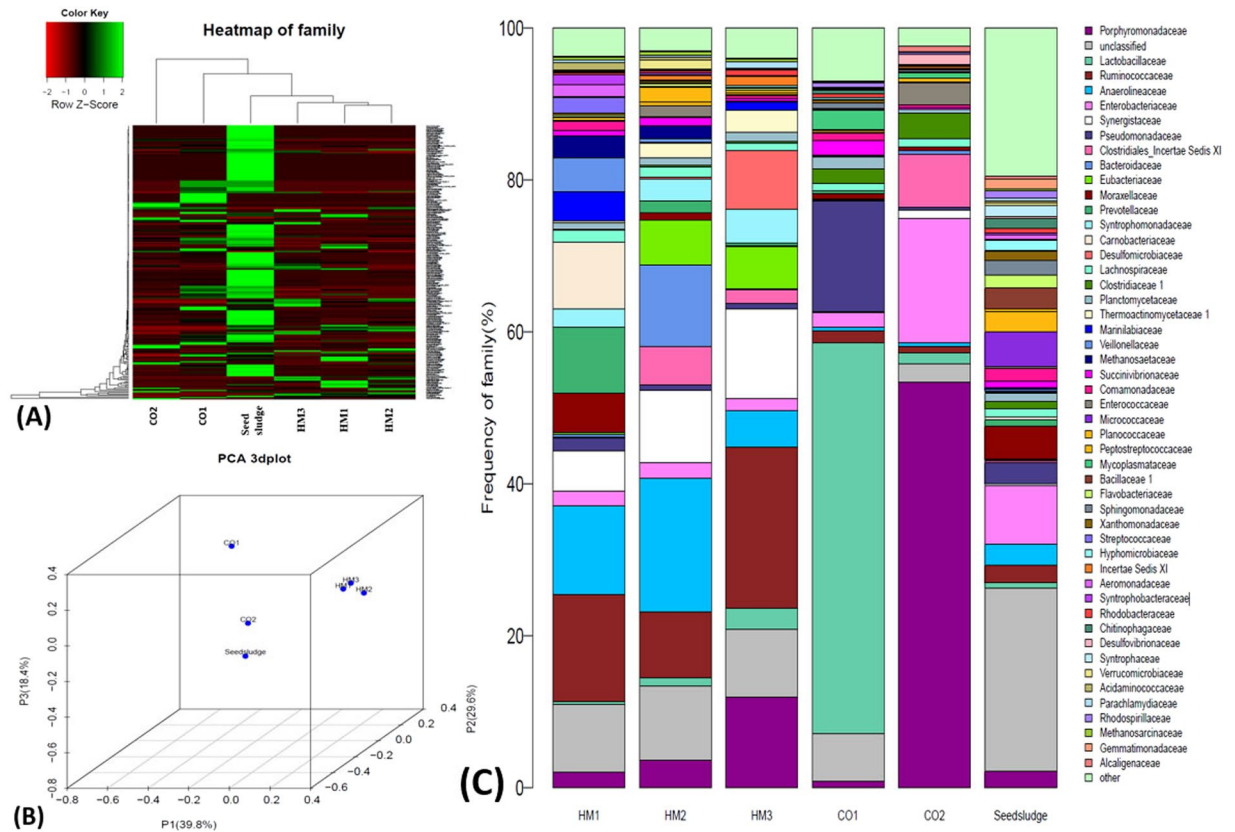 Color Key
−2 −1 0 1 2
Row Z−Score
Heatmap of family
CO2
CO1
Seed
sludge
HM3
HM1
HM2
(A)
PCA 3dplot
CO1
HM3
HM1
HM2
CO2
Seedsludge
P3(18.4%)
0.4
0.2
0.0
−0.2
−0.4
−0.6
−0.8
−0.8 −0.6 −0.4 −0.2 0.0 0.2 0.4
P1(39.8%)
P2(29.6%)
0.4
0.2
0.0
−0.2
−0.4
−0.6
(B)
Frequency of family(%)
100
80
60
40
20
0
HM1 HM2 HM3 CO1 CO2 Seedsludge
(C)
Porphyromonadaceae
unclassified
Lactobacillaceae
Ruminococcaceae
Anaerolineaceae
Enterobacteriaceae
Synergistaceae
Pseudomonadaceae
Clostridiales_Incertae Sedis XI
Bacteroidaceae
Eubacteriaceae
Moraxellaceae
Prevotellaceae
Syntrophomonadaceae
Carnobacteriaceae
Desulfomicrobiaceae
Lachnospiraceae
Clostridiaceae 1
Planctomycetaceae
Thermoactinomycetaceae 1
Marinilabiaceae
Veillonellaceae
Methanosaetaceae
Succinivibrionaceae
Comamonadaceae
Enterococcaceae
Micrococcaceae
Planococcaceae
Peptostreptococcaceae
Mycoplasmataceae
Bacillaceae 1
Flavobacteriaceae
Sphingomonadaceae
Xanthomonadaceae
Streptococcaceae
Hyphomicrobiaceae
Incertae Sedis XI
Aeromonadaceae
Syntrophobacteraceae
Rhodobacteraceae
Chitinophagaceae
Desulfovibrionaceae
Syntrophaceae
Verrucomicrobiaceae
Acidaminococcaceae
Parachlamydiaceae
Rhodospirillaceae
Methanosarcinaceae
Gemmatimonadaceae
Alcaligenaceae
other